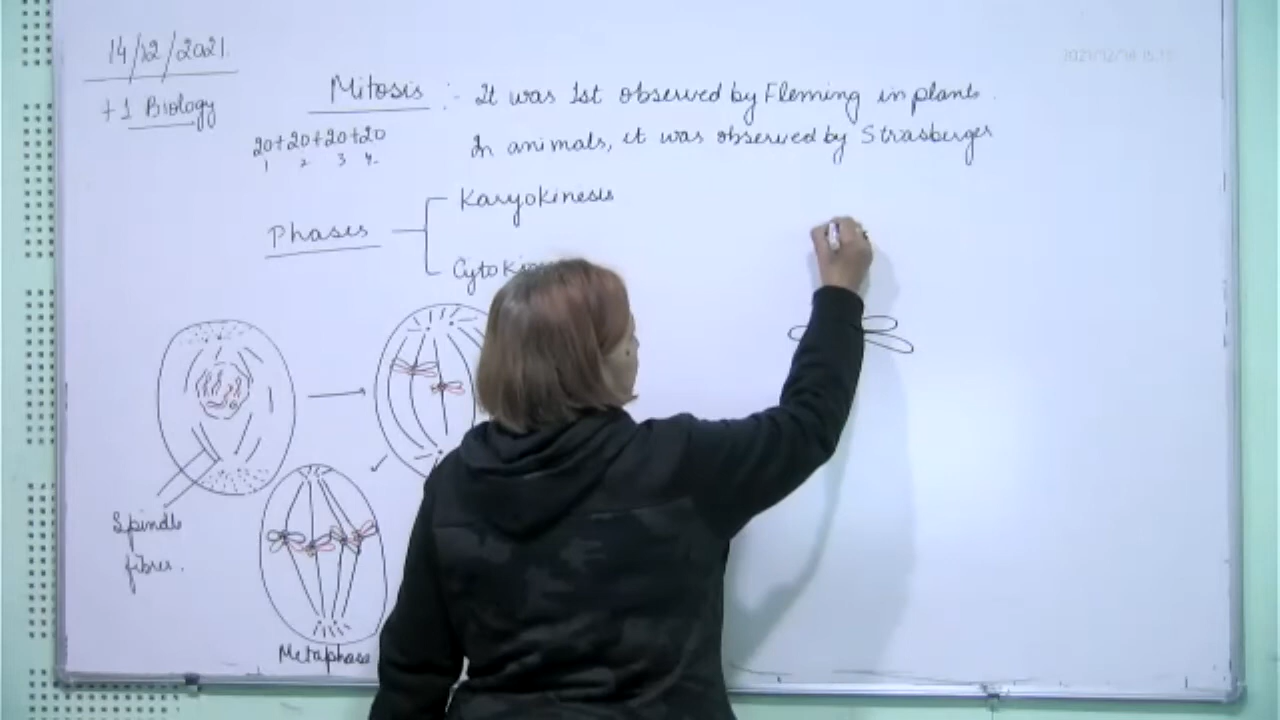 14/12/2021
+1 Biology
Mitosis :- It was 1st observed by Fleming in plants.
20+20+20+20
1 2 3 4
In animals, it was observed by Strasberger
Phases
Karyokinesis
Spindle
fibres.
Metaphase